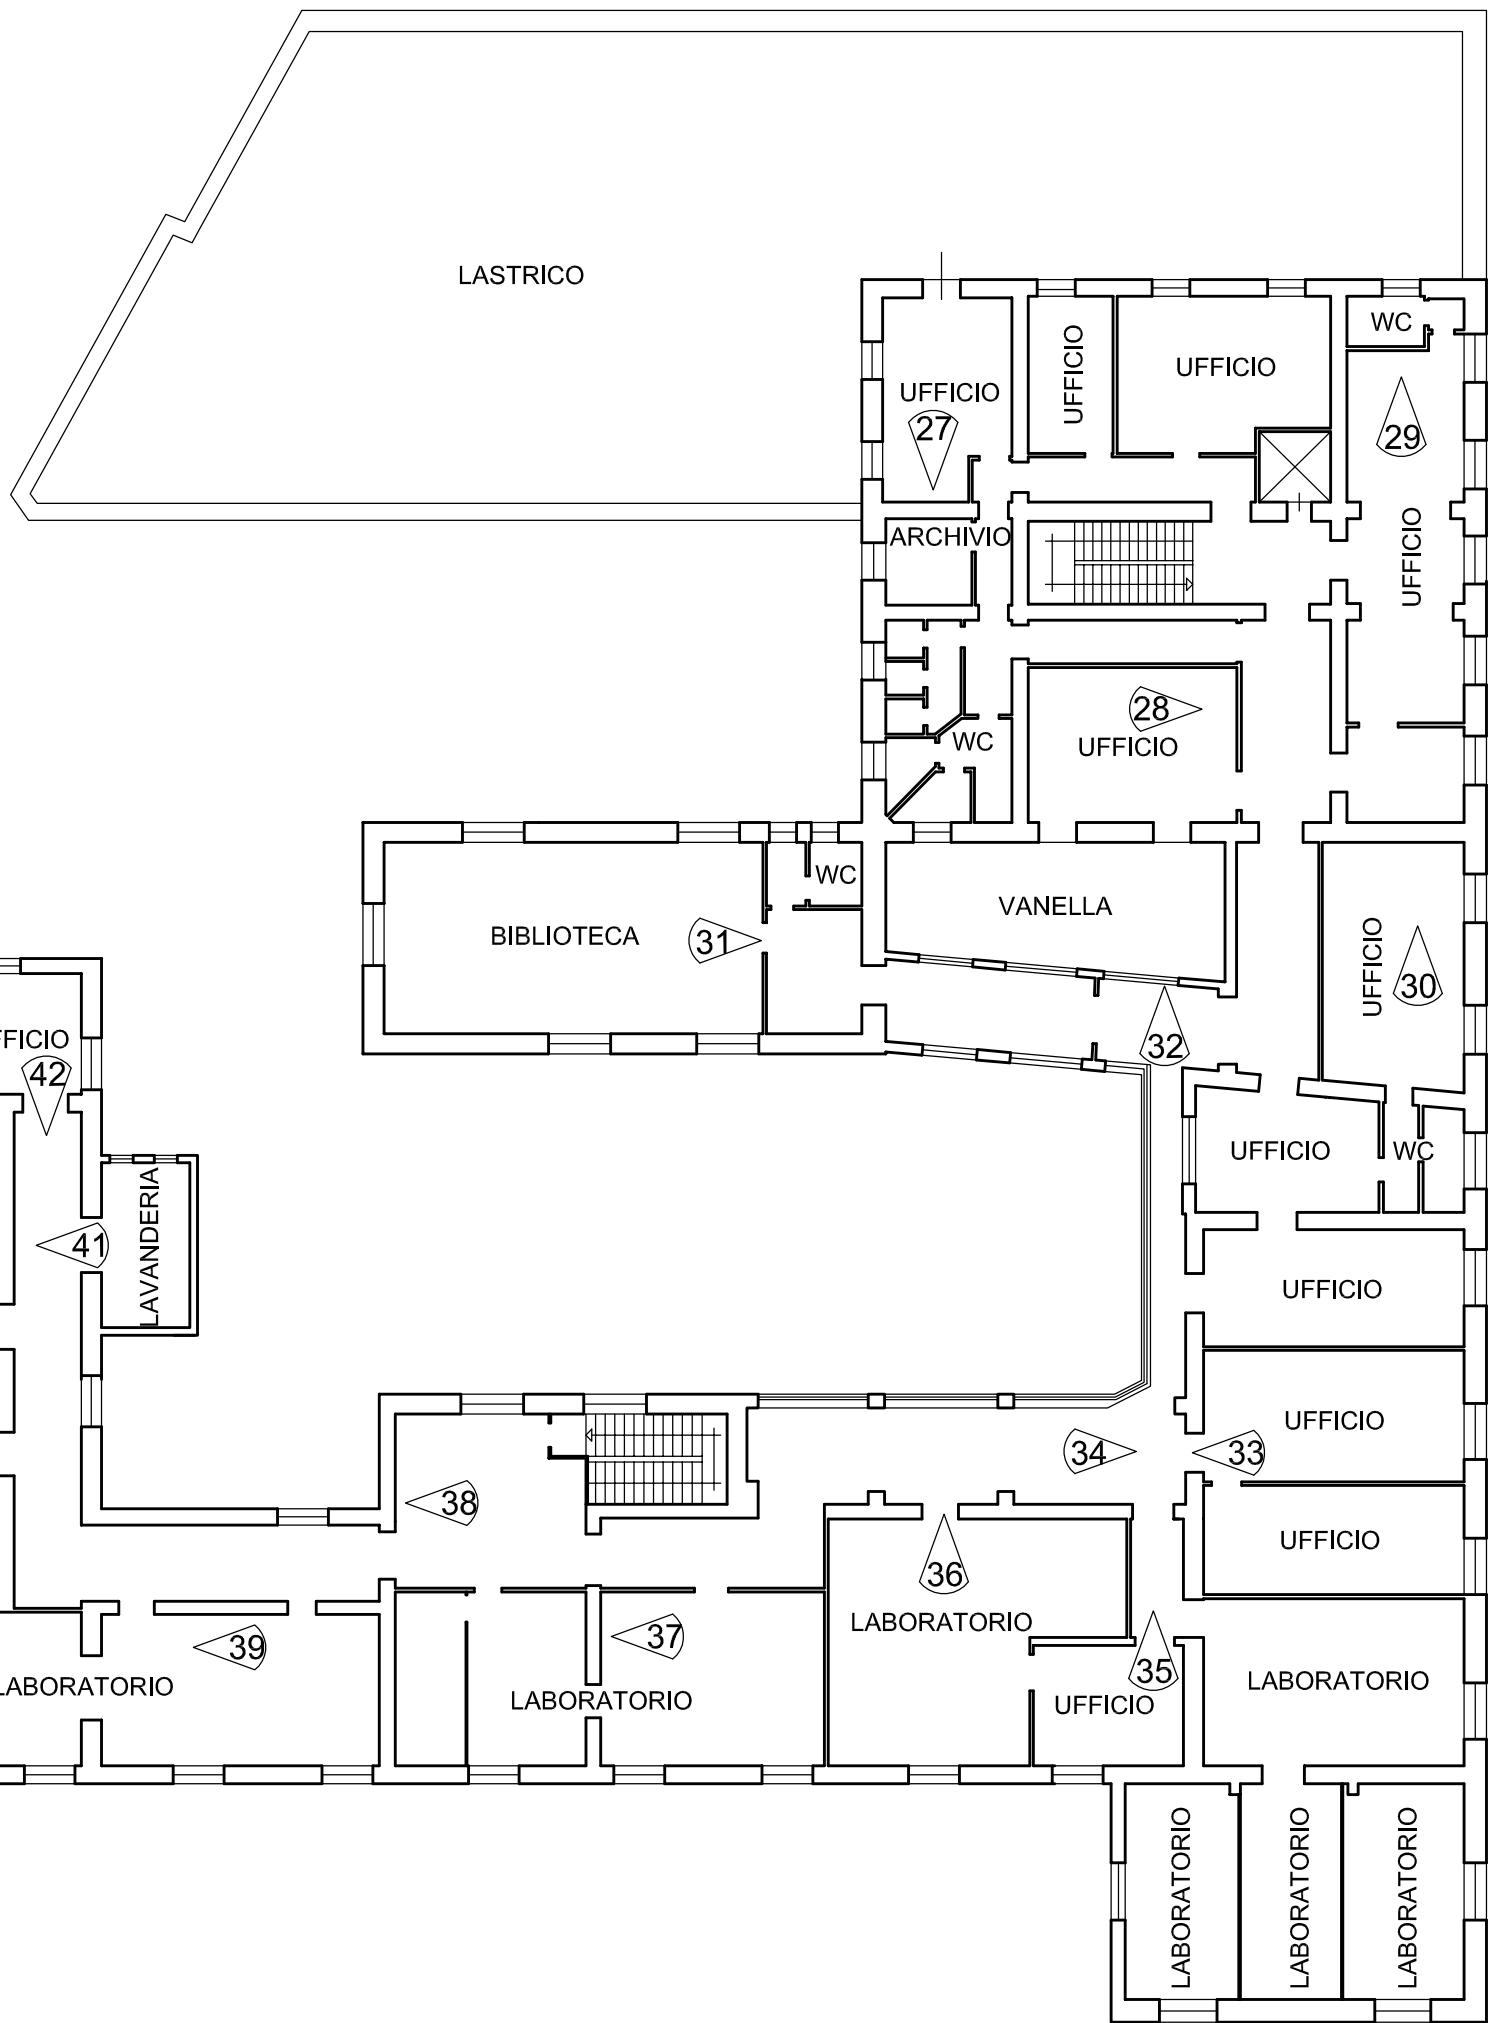 LASTRICO
WC
UFFICIO
UFFICIO
UFFICIO
27
29
ARCHIVIO
UFFICIO
28
WC
UFFICIO
WC
VANELLA
BIBLIOTECA
31
UFFICIO
30
32
FFICIO
42
UFFICIO
WC
LAVANDERIA
41
UFFICIO
UFFICIO
34
33
38
UFFICIO
36
LABORATORIO
37
39
35
LABORATORIO
LABORATORIO
LABORATORIO
UFFICIO
LABORATORIO
LABORATORIO
LABORATORIO